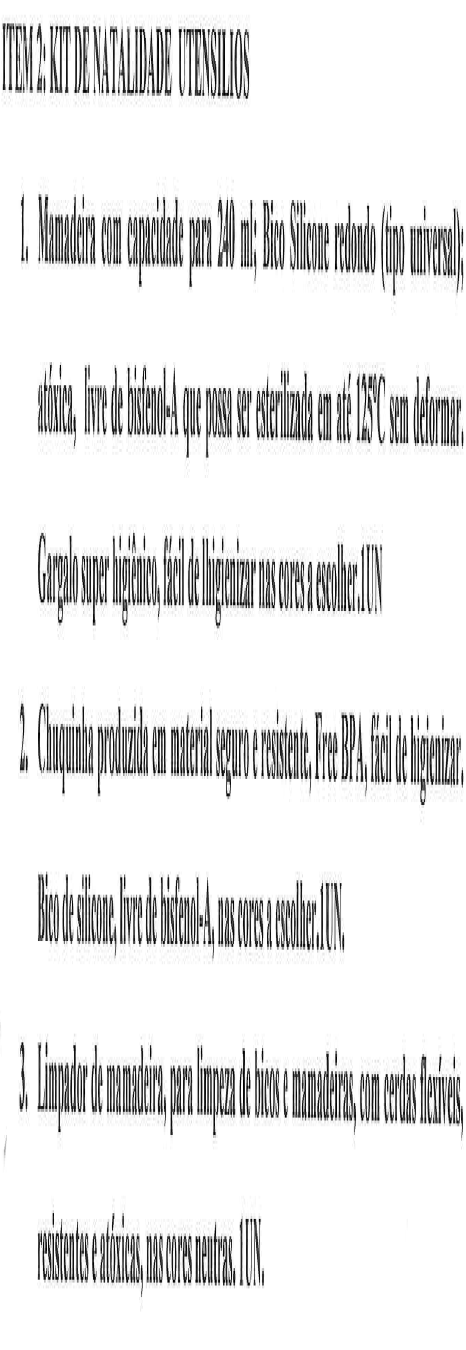 ITEM 2: KIT DE NATALIDADE UTENSILIOS
1. Mamadeira com capacidade para 240 ml; Bico Silicone redondo (tipo universal);
atóxica, livre de bisfenol-A que possa ser esterilizada em até 125°C sem deformar.
Gargalo super higiênico, fácil de lhigienizar nas cores a escolher.1UN
2. Chuquinha produzida em material seguro e resistente, Free BPA, fácil de higienizar.
Bico de silicone, livre de bisfenol-A, nas cores a escolher.1UN.
3. Limpador de mamadeira, para limpeza de bicos e mamadeiras, com cerdas flexíveis,
resistentes e atóxicas, nas cores neutras. 1UN.